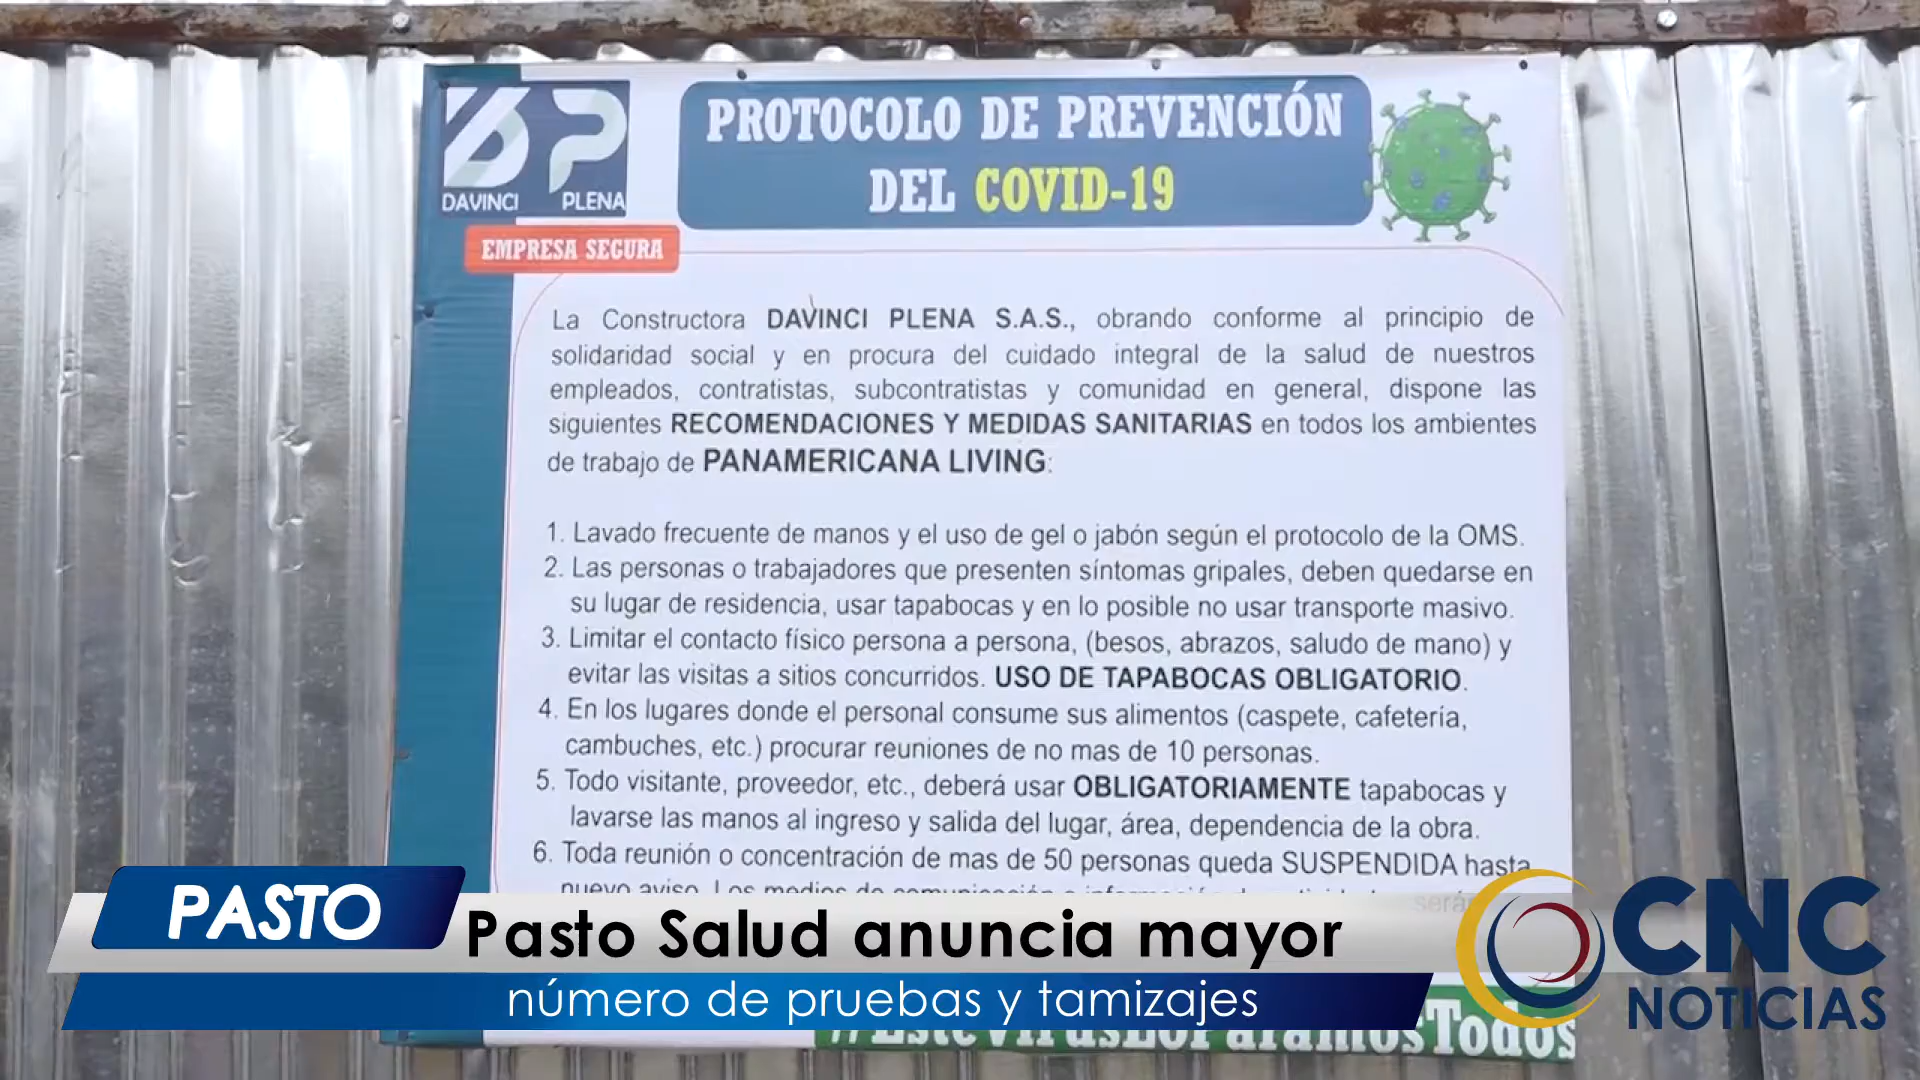 DAVINCI PLENA
PROTOCOLO DE PREVENCIÓN
DEL COVID-19
EMPRESA SEGURA
La Constructora DAVINCI PLENA S.A.S., obrando conforme al principio de
solidaridad social y en procura del cuidado integral de la salud de nuestros
empleados, contratistas, subcontratistas y comunidad en general, dispone las
siguientes RECOMENDACIONES Y MEDIDAS SANITARIAS en todos los ambientes
de trabajo de PANAMERICANA LIVING:
1. Lavado frecuente de manos y el uso de gel o jabón según el protocolo de la OMS.
2. Las personas o trabajadores que presenten síntomas gripales, deben quedarse en
su lugar de residencia, usar tapabocas y en lo posible no usar transporte masivo.
3. Limitar el contacto físico persona a persona, (besos, abrazos, saludo de mano) y
evitar las visitas a sitios concurridos. USO DE TAPABOCAS OBLIGATORIO.
4. En los lugares donde el personal consume sus alimentos (caspete, cafetería,
cambuches, etc.) procurar reuniones de no mas de 10 personas.
5. Todo visitante, proveedor, etc., deberá usar OBLIGATORIAMENTE tapabocas y
lavarse las manos al ingreso y salida del lugar, área, dependencia de la obra.
6. Toda reunión o concentración de mas de 50 personas queda SUSPENDIDA hasta
nuevo aviso. Los medios de comunicación
PASTO
Pasto Salud anuncia mayor
número de pruebas y tamizajes
#EsteVirusLoParamosTodos
CNC
NOTICIAS